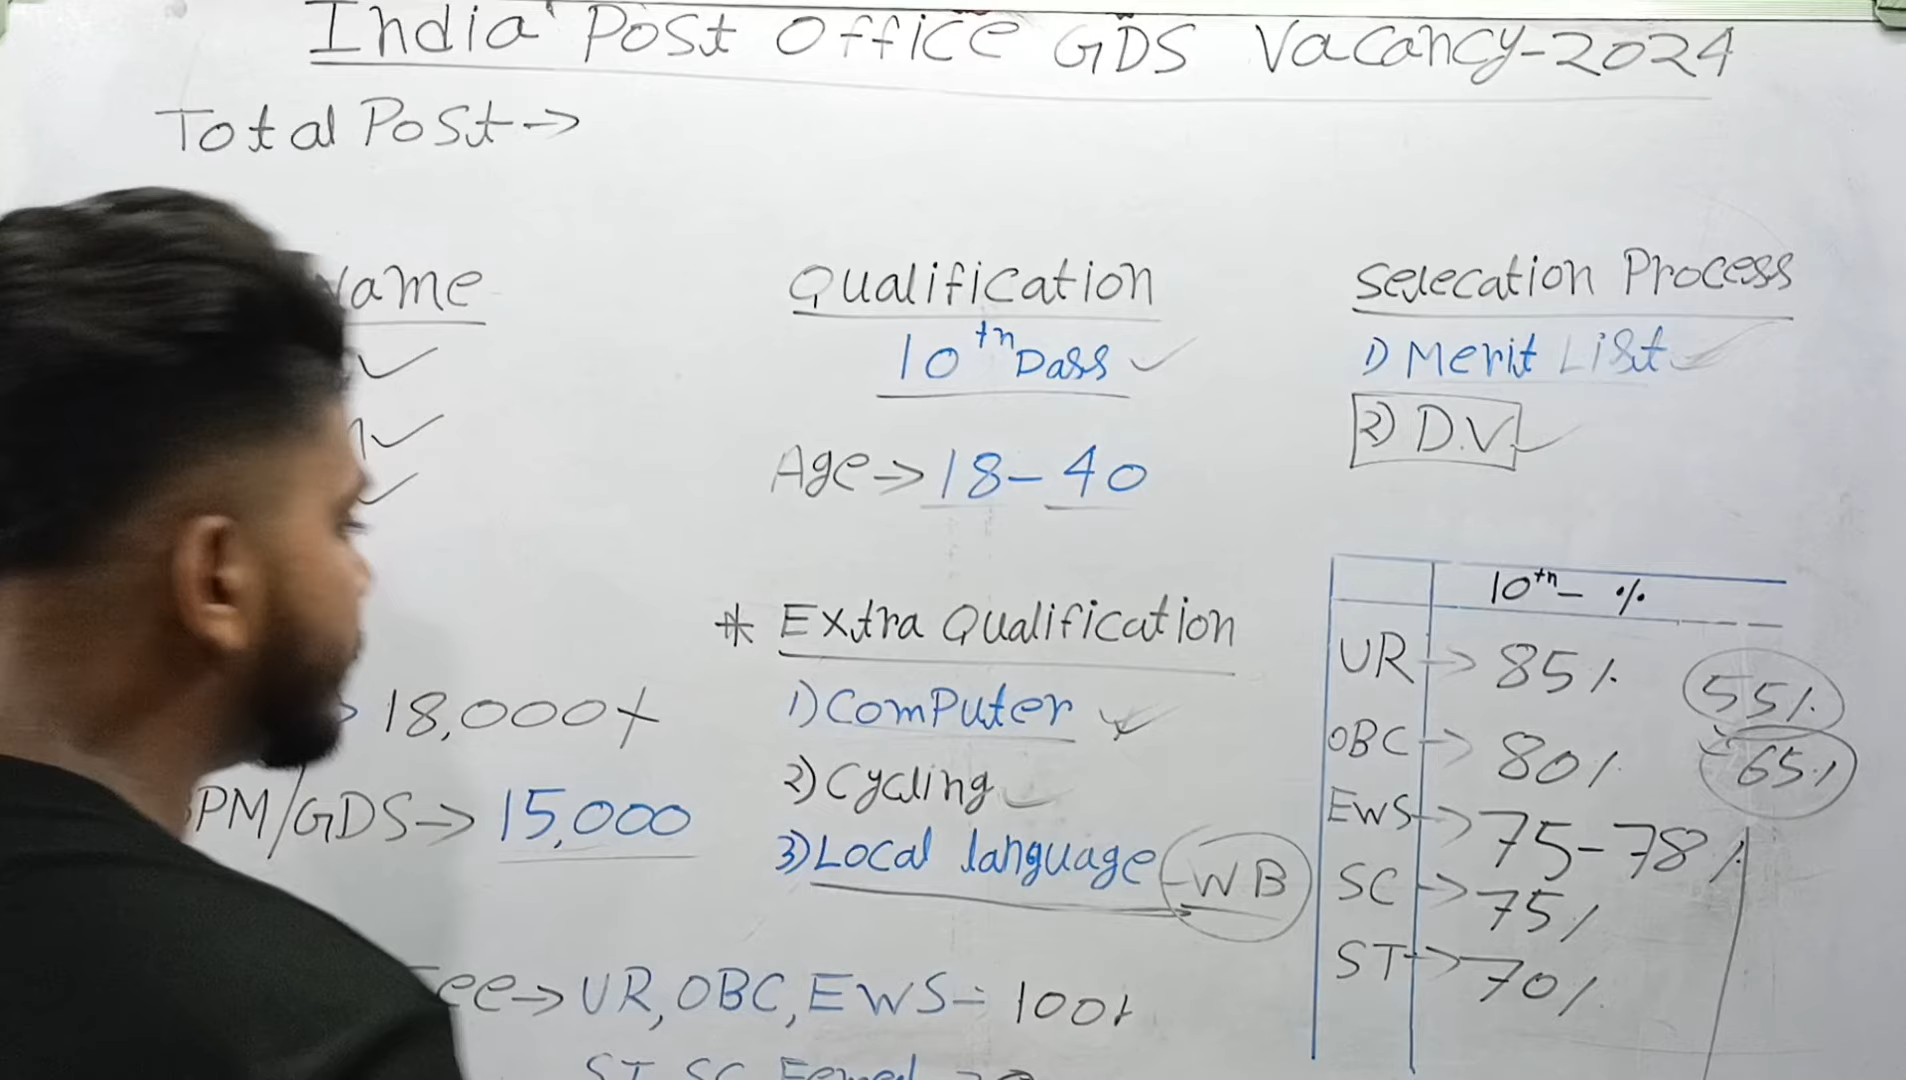 India Post Office GDS Vacancy-2024
Total Post →
Name
Qualification
10th Pass ✓
Age → 18-40
* Extra Qualification
1) Computer
2) Cycling ✓
3) Local language - WB
18,000+
BPM/GDS → 15,000
Fee → UR, OBC, EWS - 100
ST, SC, Femal
Selecation Process
1) Merit List ✓
2) D.V ✓
10th - %
UR → 85% 55%
OBC → 80% 65%
EWS → 75-78%
SC → 75%
ST → 70%